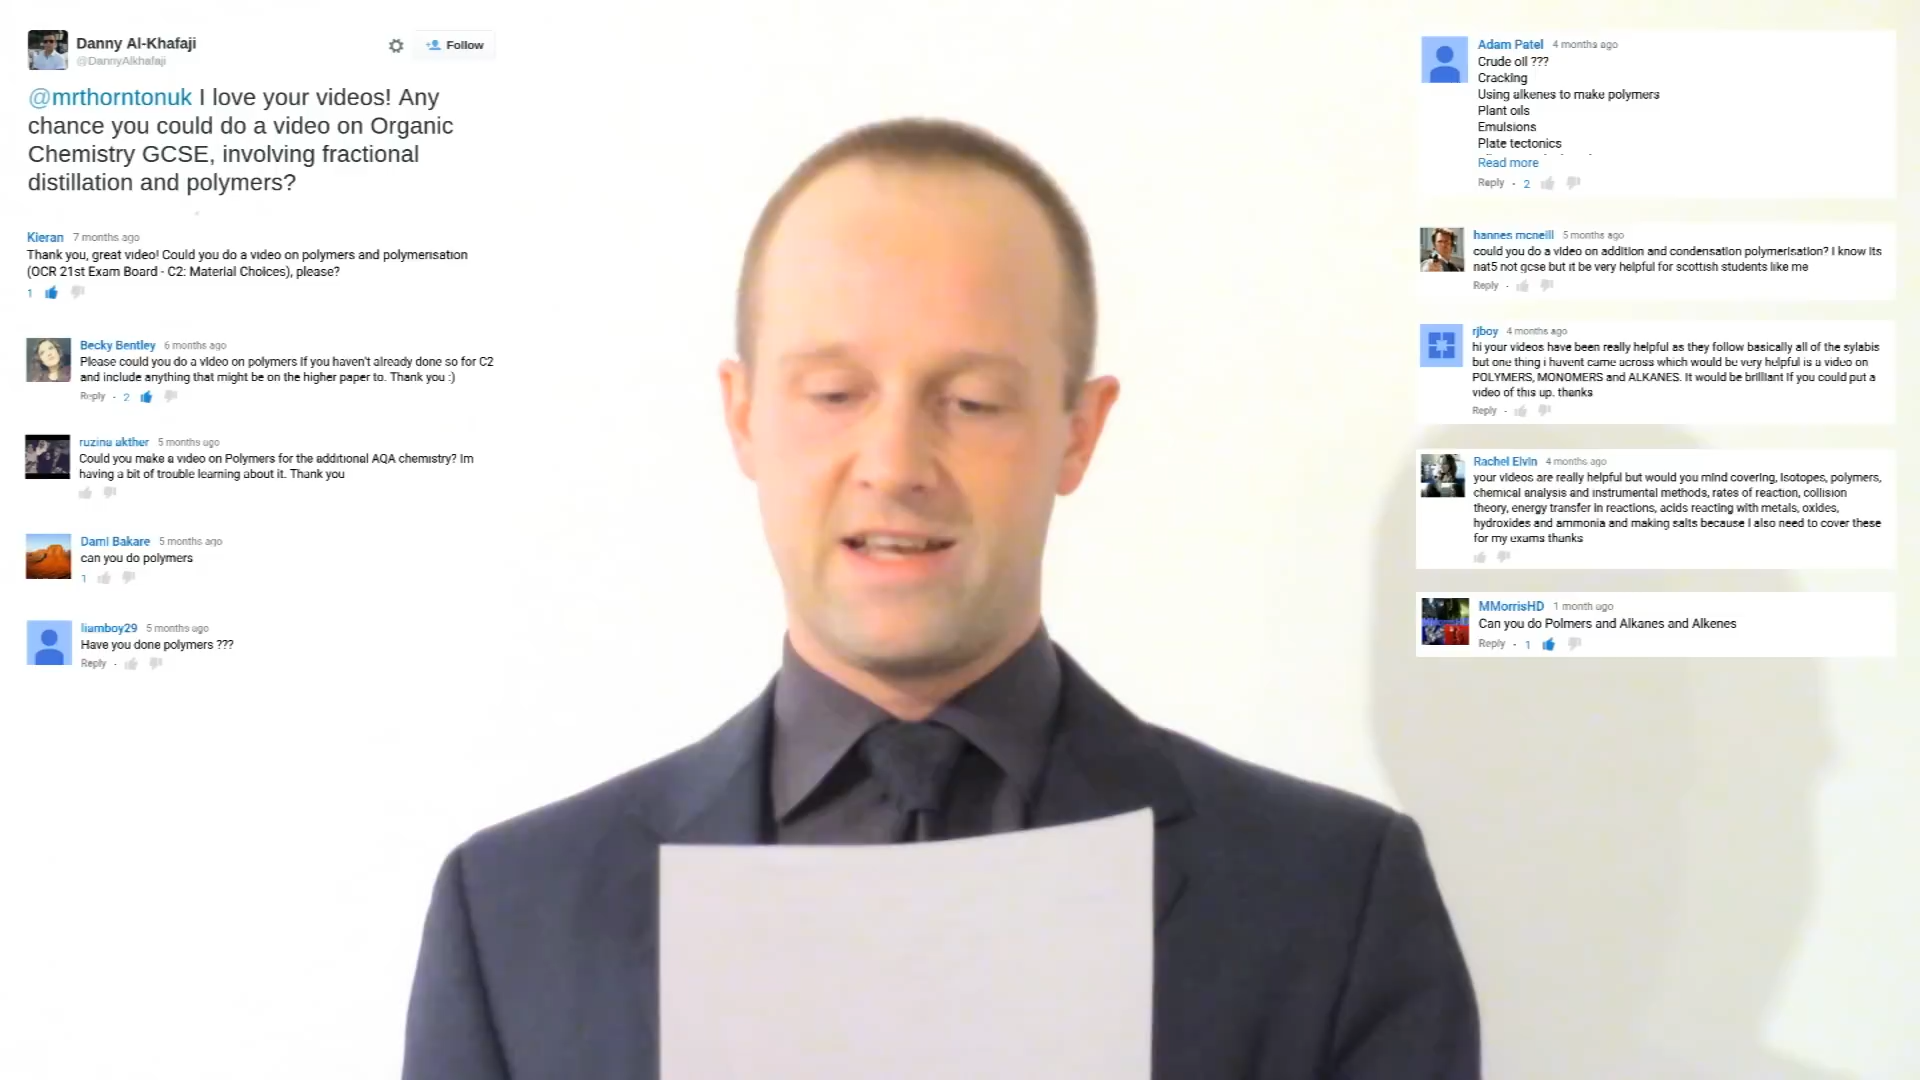 Danny Al-Khafaji
@DannyAlkhafaji
Follow
@mrthorntonuk I love your videos! Any
chance you could do a video on Organic
Chemistry GCSE, involving fractional
distillation and polymers?
Kieran 7 months ago
Thank you, great video! Could you do a video on polymers and polymerisation
(OCR 21st Exam Board - C2: Material Choices), please?
1
Becky Bentley 6 months ago
Please could you do a video on polymers if you haven't already done so for C2
and include anything that might be on the higher paper to. Thank you :)
Reply · 2
ruzina akther 5 months ago
Could you make a video on Polymers for the additional AQA chemistry? Im
having a bit of trouble learning about it. Thank you
Dami Bakare 5 months ago
can you do polymers
1
liamboy29 5 months ago
Have you done polymers ???
Reply ·
Adam Patel 4 months ago
Crude oil ???
Cracking
Using alkenes to make polymers
Plant oils
Emulsions
Plate tectonics
Read more
Reply · 2
hannes mcneill 5 months ago
could you do a video on addition and condensation polymerisation? I know its
nat5 not gcse but it be very helpful for scottish students like me
Reply ·
rjboy 4 months ago
hi your videos have been really helpful as they follow basically all of the sylabis
but one thing i havent came across which would be very helpful is a video on
POLYMERS, MONOMERS and ALKANES. It would be brilliant if you could put a
video of this up. thanks
Reply ·
Rachel Elvin 4 months ago
your videos are really helpful but would you mind covering, isotopes, polymers,
chemical analysis and instrumental methods, rates of reaction, collision
theory, energy transfer in reactions, acids reacting with metals, oxides,
hydroxides and ammonia and making salts because I also need to cover these
for my exams thanks
MMorrisHD 1 month ago
Can you do Polmers and Alkanes and Alkenes
Reply · 1